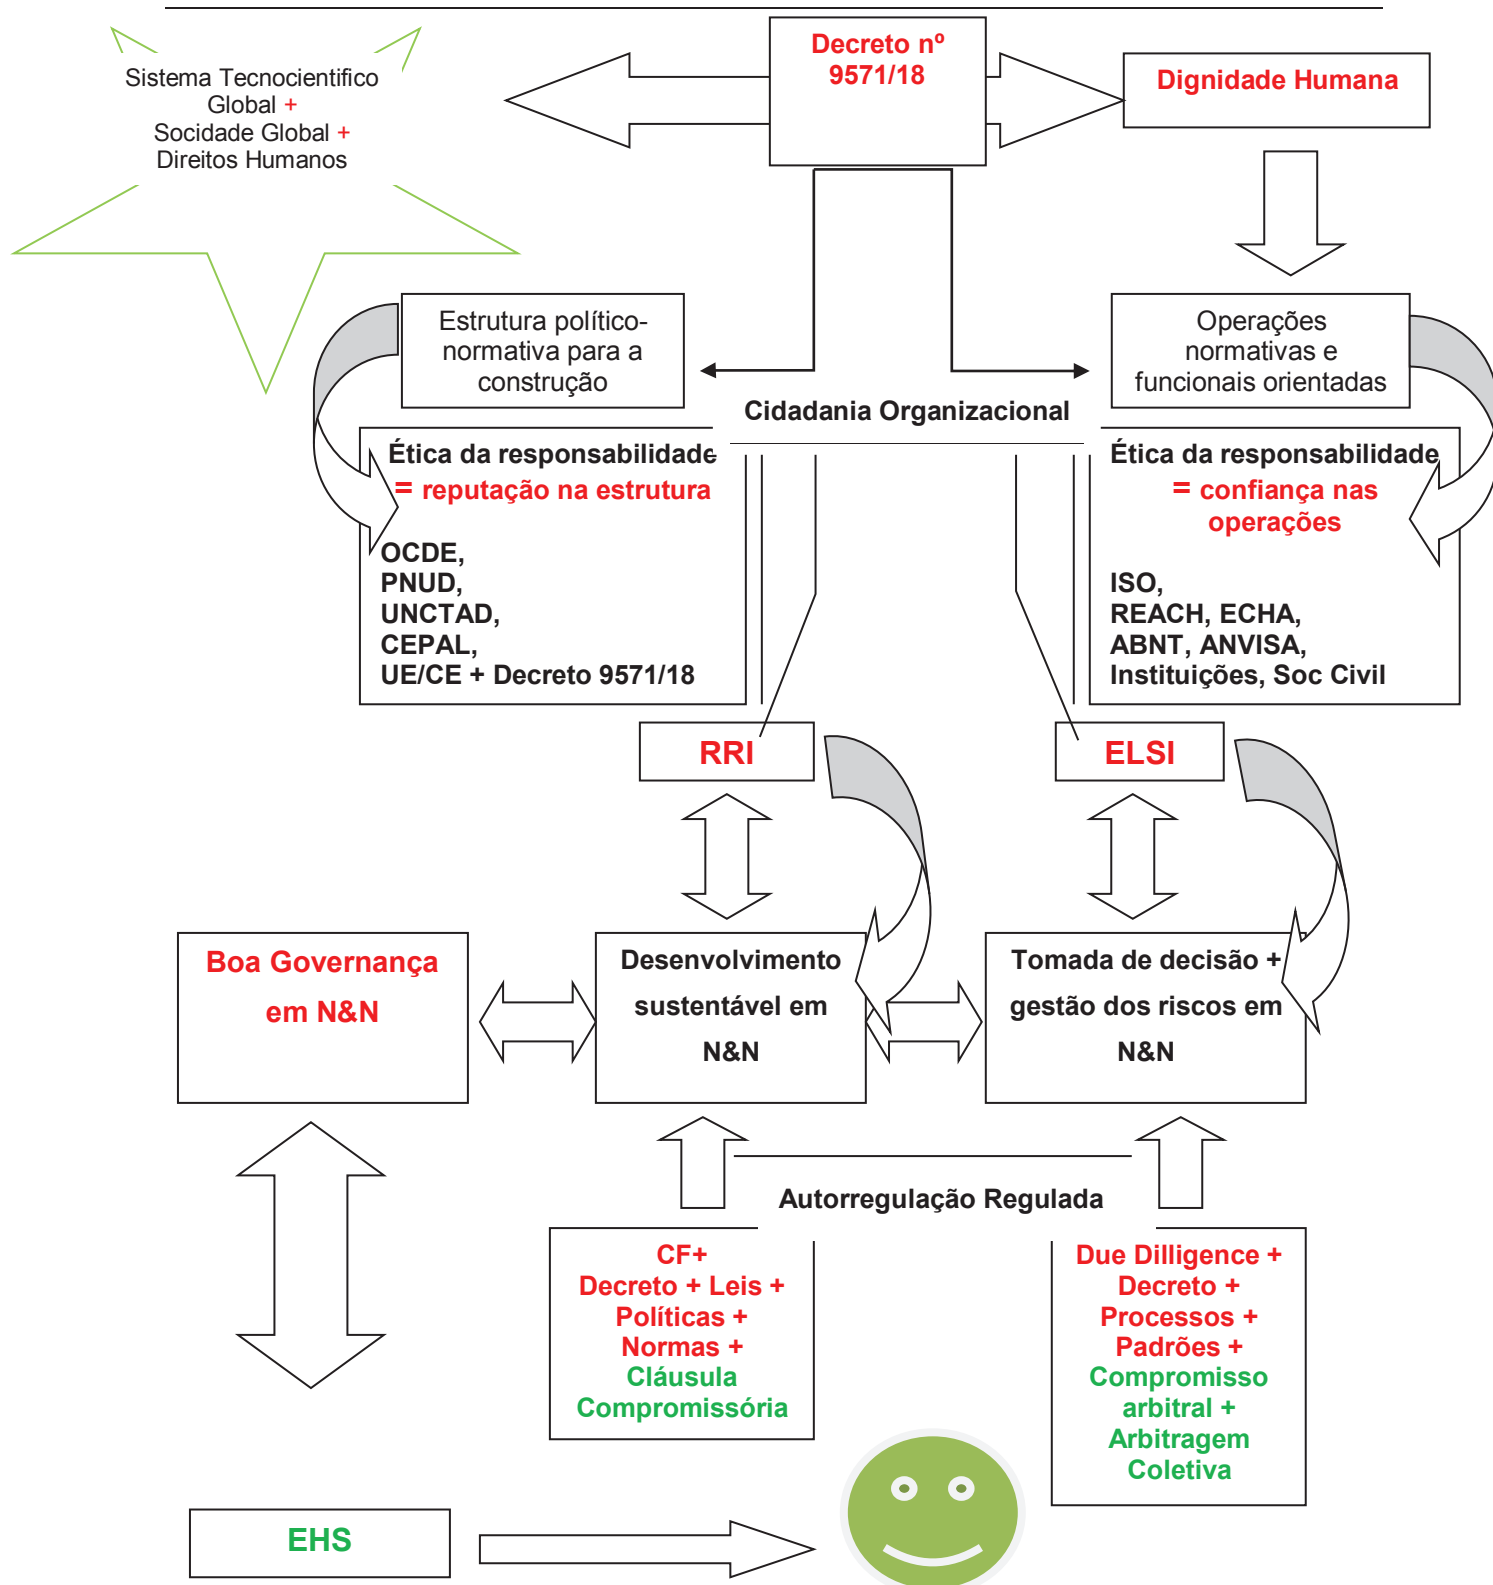 Decreto nº
9571/18
Sistema Tecnocientifico
Global +
Socidade Global +
Direitos Humanos
Dignidade Humana
Estrutura político-
normativa para a
construção
Operações
normativas e
funcionais orientadas
Cidadania Organizacional
Ética da responsabilidade
= reputação na estrutura
OCDE,
PNUD,
UNCTAD,
CEPAL,
UE/CE + Decreto 9571/18
Ética da responsabilidade
= confiança nas
operações
ISO,
REACH, ECHA,
ABNT, ANVISA,
Instituições, Soc Civil
RRI
ELSI
Boa Governança
em N&N
Desenvolvimento
sustentável em
N&N
Tomada de decisão +
gestão dos riscos em
N&N
Autorregulação Regulada
CF+
Decreto + Leis +
Políticas +
Normas +
Cláusula
Compromissória
Due Dilligence +
Decreto +
Processos +
Padrões +
Compromisso
arbitral +
Arbitragem
Coletiva
EHS